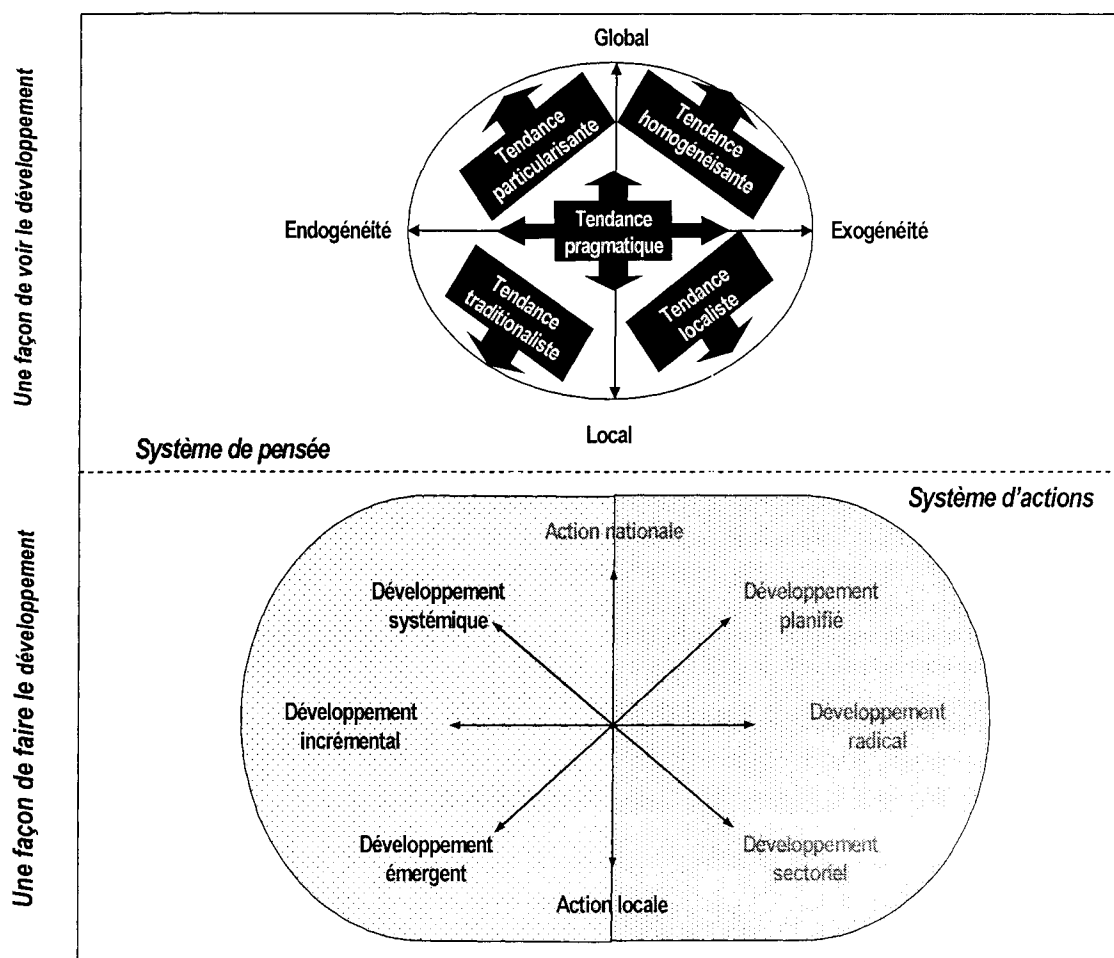 Une façon de voir le développement
Global
Tendance
particularisante
Tendance
homogénéisante
Endogénéité
Tendance
pragmatique
Exogénéité
Tendance
traditionaliste
Tendance
localiste
Local
Système de pensée
Une façon de faire le développement
Système d'actions
Action nationale
Développement
systémique
Développement
planifié
Développement
incrémental
Développement
radical
Développement
émergent
Développement
sectoriel
Action locale